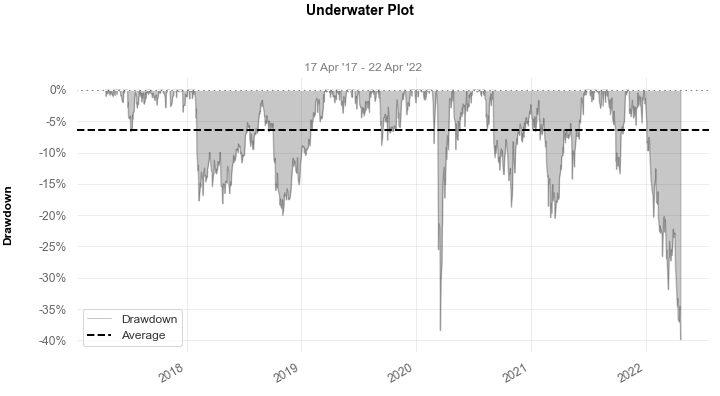 Underwater Plot
17 Apr '17 - 22 Apr '22
Drawdown
0%
-5%
-10%
-15%
-20%
-25%
-30%
-35%
-40%
Drawdown
Average
2018
2019
2020
2021
2022